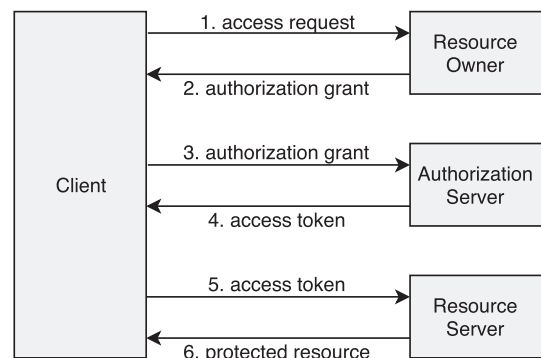 1. access request
Resource
Owner
2. authorization grant
Client
3. authorization grant
Authorization
Server
4. access token
5. access token
Resource
Server
6. protected resource